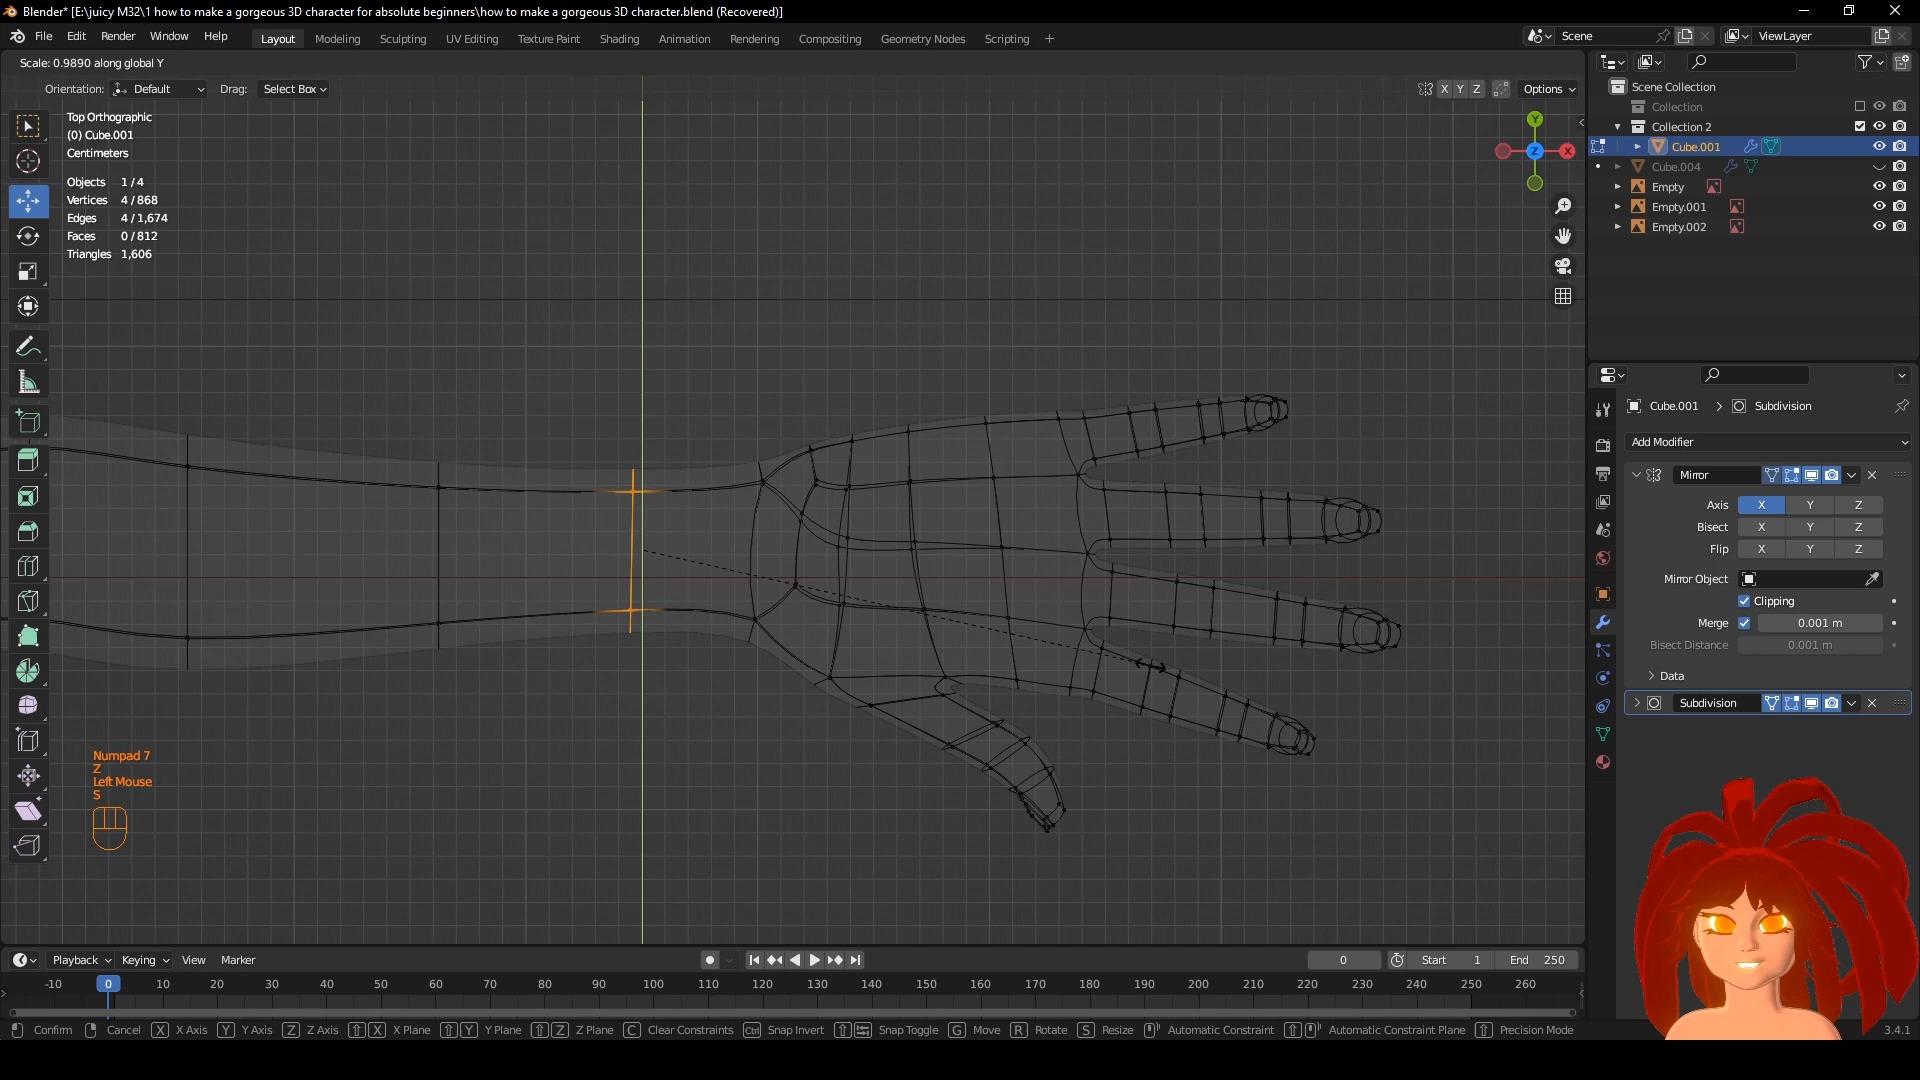 Blender* [E:\juicy M32\1 how to make a gorgeous 3D character for absolute beginners\how to make a gorgeous 3D character.blend (Recovered)]
File Edit Render Window Help Layout Modeling Sculpting UV Editing Texture Paint Shading Animation Rendering Compositing Geometry Nodes Scripting + Scene ViewLayer
Scale: 0.9890 along global Y
Orientation: Default Drag: Select Box X Y Z Options
Scene Collection
Collection
Collection 2
Cube.001
Cube.004
Empty
Empty.001
Empty.002
Top Orthographic
(0) Cube.001
Centimeters
Objects 1/4
Vertices 4/868
Edges 4/1,674
Faces 0/812
Triangles 1,606
Y
Z X
Cube.001 > Subdivision
Add Modifier
Mirror
Axis X Y Z
Bisect X Y Z
Flip X Y Z
Mirror Object
Clipping
Merge 0.001 m
Bisect Distance 0.001 m
Data
Subdivision
Numpad 7
Z
Left Mouse
S
Playback Keying View Marker 0 Start 1 End 250
-10 0 10 20 30 40 50 60 70 80 90 100 110 120 130 140 150 160 170 180 190 200 210 220 230 240 250 260
Confirm Cancel X X Axis Y Y Axis Z Z Axis X X Plane Y Y Plane Z Z Plane C Clear Constraints Ctrl Snap Invert Snap Toggle G Move R Rotate S Resize Automatic Constraint Automatic Constraint Plane Precision Mode 3.4.1